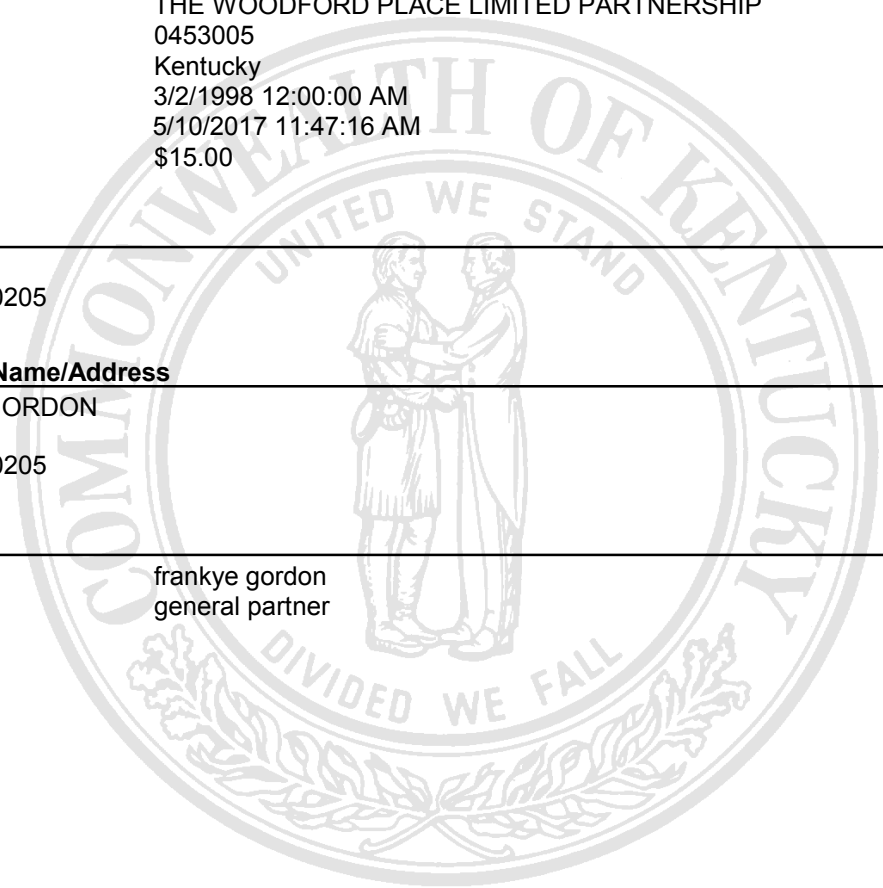 THE WOODFORD PLACE LIMITED PARTNERSHIP
0453005
Kentucky
3/2/1998 12:00:00 AM
5/10/2017 11:47:16 AM
$15.00
COMMONWEALTH OF KENTUCKY
UNITED WE STAND
0205
Name/Address
ORDON
0205
frankye gordon
general partner
DIVIDED WE FALL